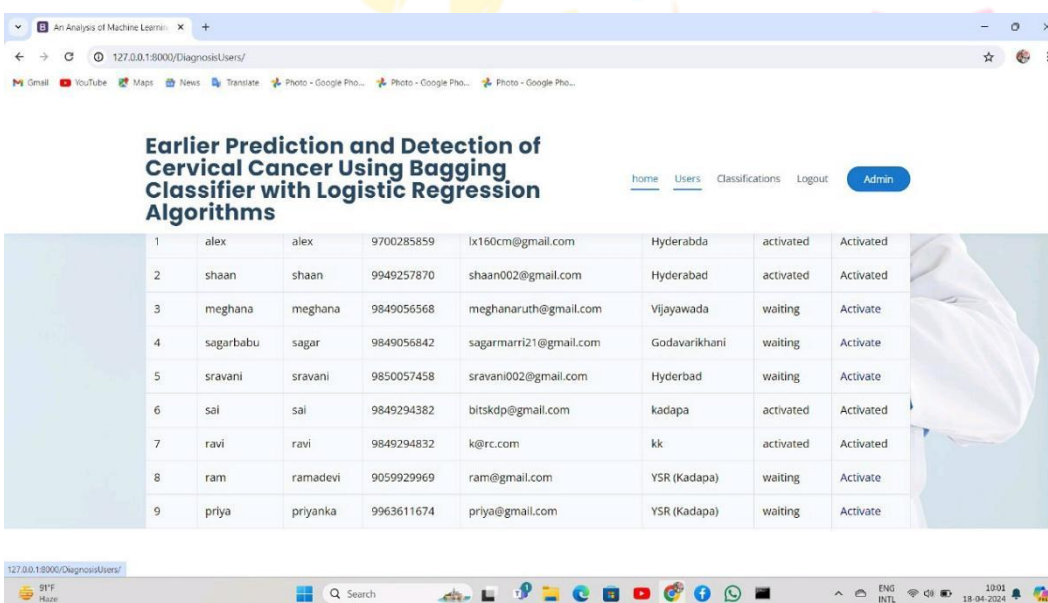 An Analysis of Machine Learnin
127.0.0.1:8000/DiagnosisUsers/
Gmail YouTube Maps News Translate Photo - Google Pho... Photo - Google Pho... Photo - Google Pho...
Earlier Prediction and Detection of
Cervical Cancer Using Bagging
Classifier with Logistic Regression
Algorithms
home Users Classifications Logout Admin
1 alex alex 9700285859 lx160cm@gmail.com Hyderabda activated Activated
2 shaan shaan 9949257870 shaan002@gmail.com Hyderabad activated Activated
3 meghana meghana 9849056568 meghanaruth@gmail.com Vijayawada waiting Activate
4 sagarbabu sagar 9849056842 sagarmarri21@gmail.com Godavarikhani waiting Activate
5 sravani sravani 9850057458 sravani002@gmail.com Hyderbad waiting Activate
6 sai sai 9849294382 bitskdp@gmail.com kadapa activated Activated
7 ravi ravi 9849294832 k@rc.com kk activated Activated
8 ram ramadevi 9059929969 ram@gmail.com YSR (Kadapa) waiting Activate
9 priya priyanka 9963611674 priya@gmail.com YSR (Kadapa) waiting Activate
127.0.0.1:8000/DiagnosisUsers/
91°F
Haze
Search
ENG
INTL
10:01
18-04-2024